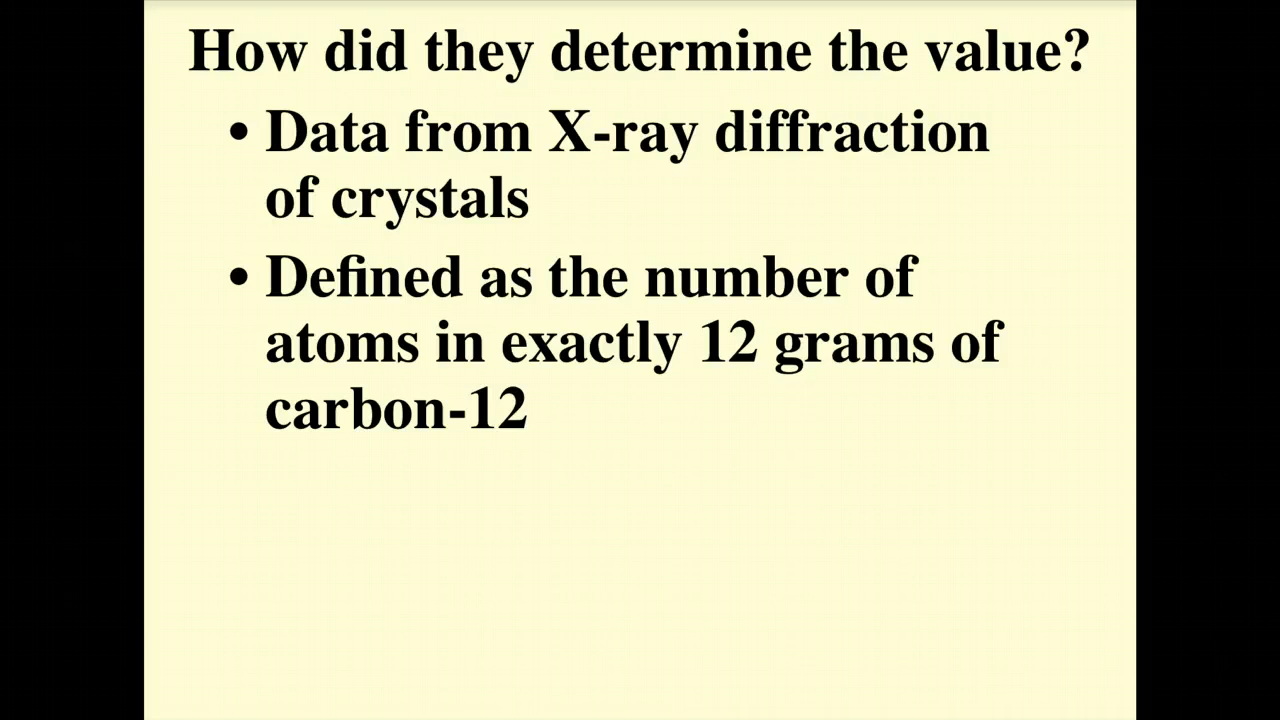 How did they determine the value?
• Data from X-ray diffraction
of crystals
• Defined as the number of
atoms in exactly 12 grams of
carbon-12